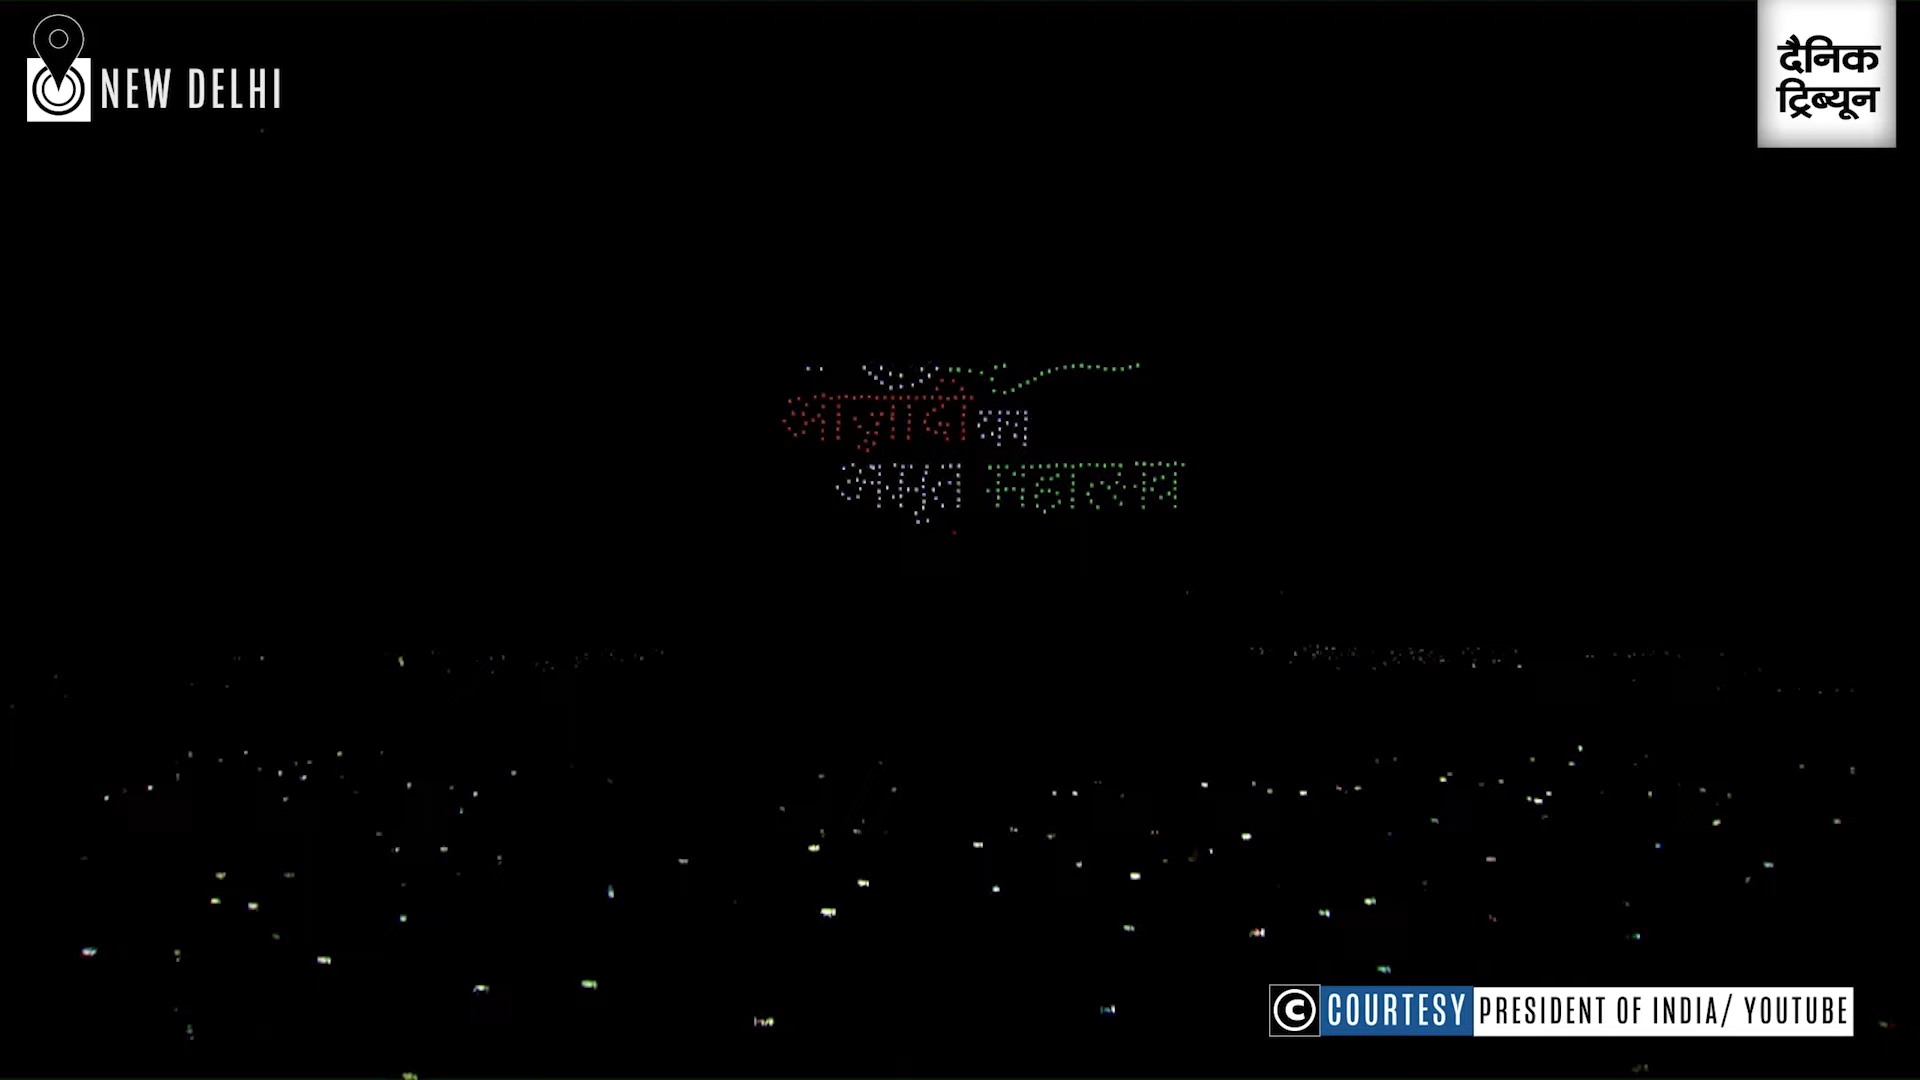 NEW DELHI
दैनिक
ट्रिब्यून
आज़ादी का
अमृत महोत्सव
© COURTESY PRESIDENT OF INDIA/ YOUTUBE